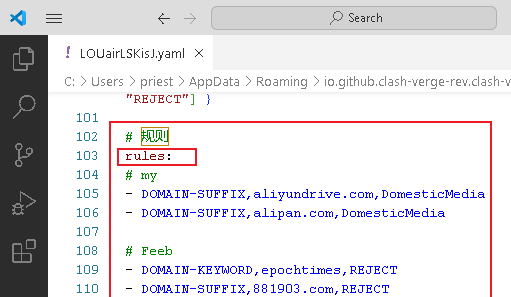 Search
! LOUairLSKisJ.yaml ×
C: > Users > priest > AppData > Roaming > io.github.clash-verge-rev.clash-v
"REJECT"] }
101
102 # 规则
103 rules:
104 # my
105 - DOMAIN-SUFFIX,aliyundrive.com,DomesticMedia
106 - DOMAIN-SUFFIX,alipan.com,DomesticMedia
107
108 # Feeb
109 - DOMAIN-KEYWORD,epochtimes,REJECT
110 - DOMAIN-SUFFIX,881903.com,REJECT